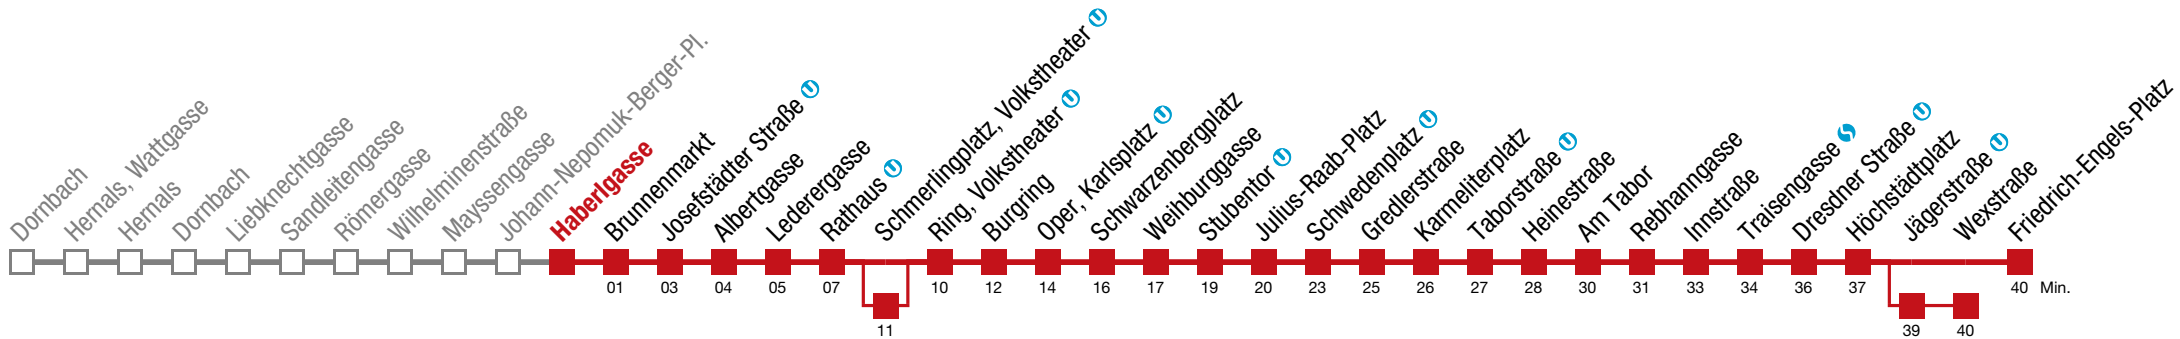 Dornbach
Hernals, Wattgasse
Hernals
Dornbach
Liebknechtgasse
Sandleitengasse
Römergasse
Wilhelminenstraße
Mayssengasse
Johann-Nepomuk-Berger-Pl.
Haberlgasse
Brunnenmarkt
Josefstädter Straße U
Albertgasse
Lederergasse
Rathaus U
Schmerlingplatz, Volkstheater U
Ring, Volkstheater U
Burgring
Oper, Karlsplatz U
Schwarzenbergplatz
Weihburggasse
Stubentor U
Julius-Raab-Platz
Schwedenplatz U
Gredlerstraße
Karmeliterplatz
Taborstraße U
Heinestraße
Am Tabor
Rebhanngasse
Innstraße
Traisengasse S
Dresdner Straße U
Höchstädtplatz
Jägerstraße U
Wexstraße
Friedrich-Engels-Platz
01 03 04 05 07 10 12 14 16 17 19 20 23 25 26 27 28 30 31 33 34 36 37 40 Min.
11 39 40